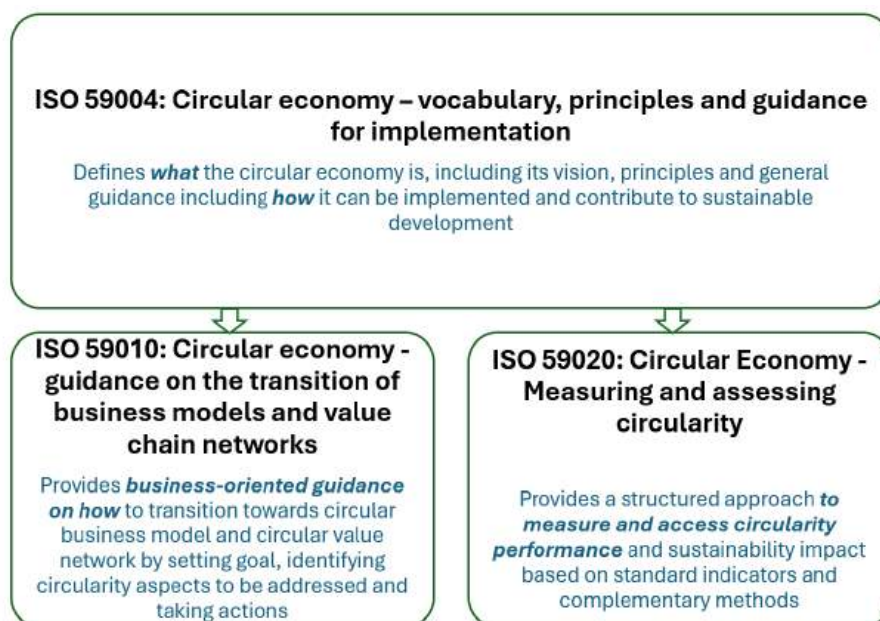 ISO 59004: Circular economy – vocabulary, principles and guidance
for implementation
Defines what the circular economy is, including its vision, principles and general
guidance including how it can be implemented and contribute to sustainable
development
ISO 59010: Circular economy -
guidance on the transition of
business models and value
chain networks
Provides business-oriented guidance
on how to transition towards circular
business model and circular value
network by setting goal, identifying
circularity aspects to be addressed and
taking actions
ISO 59020: Circular Economy -
Measuring and assessing
circularity
Provides a structured approach to
measure and access circularity
performance and sustainability impact
based on standard indicators and
complementary methods